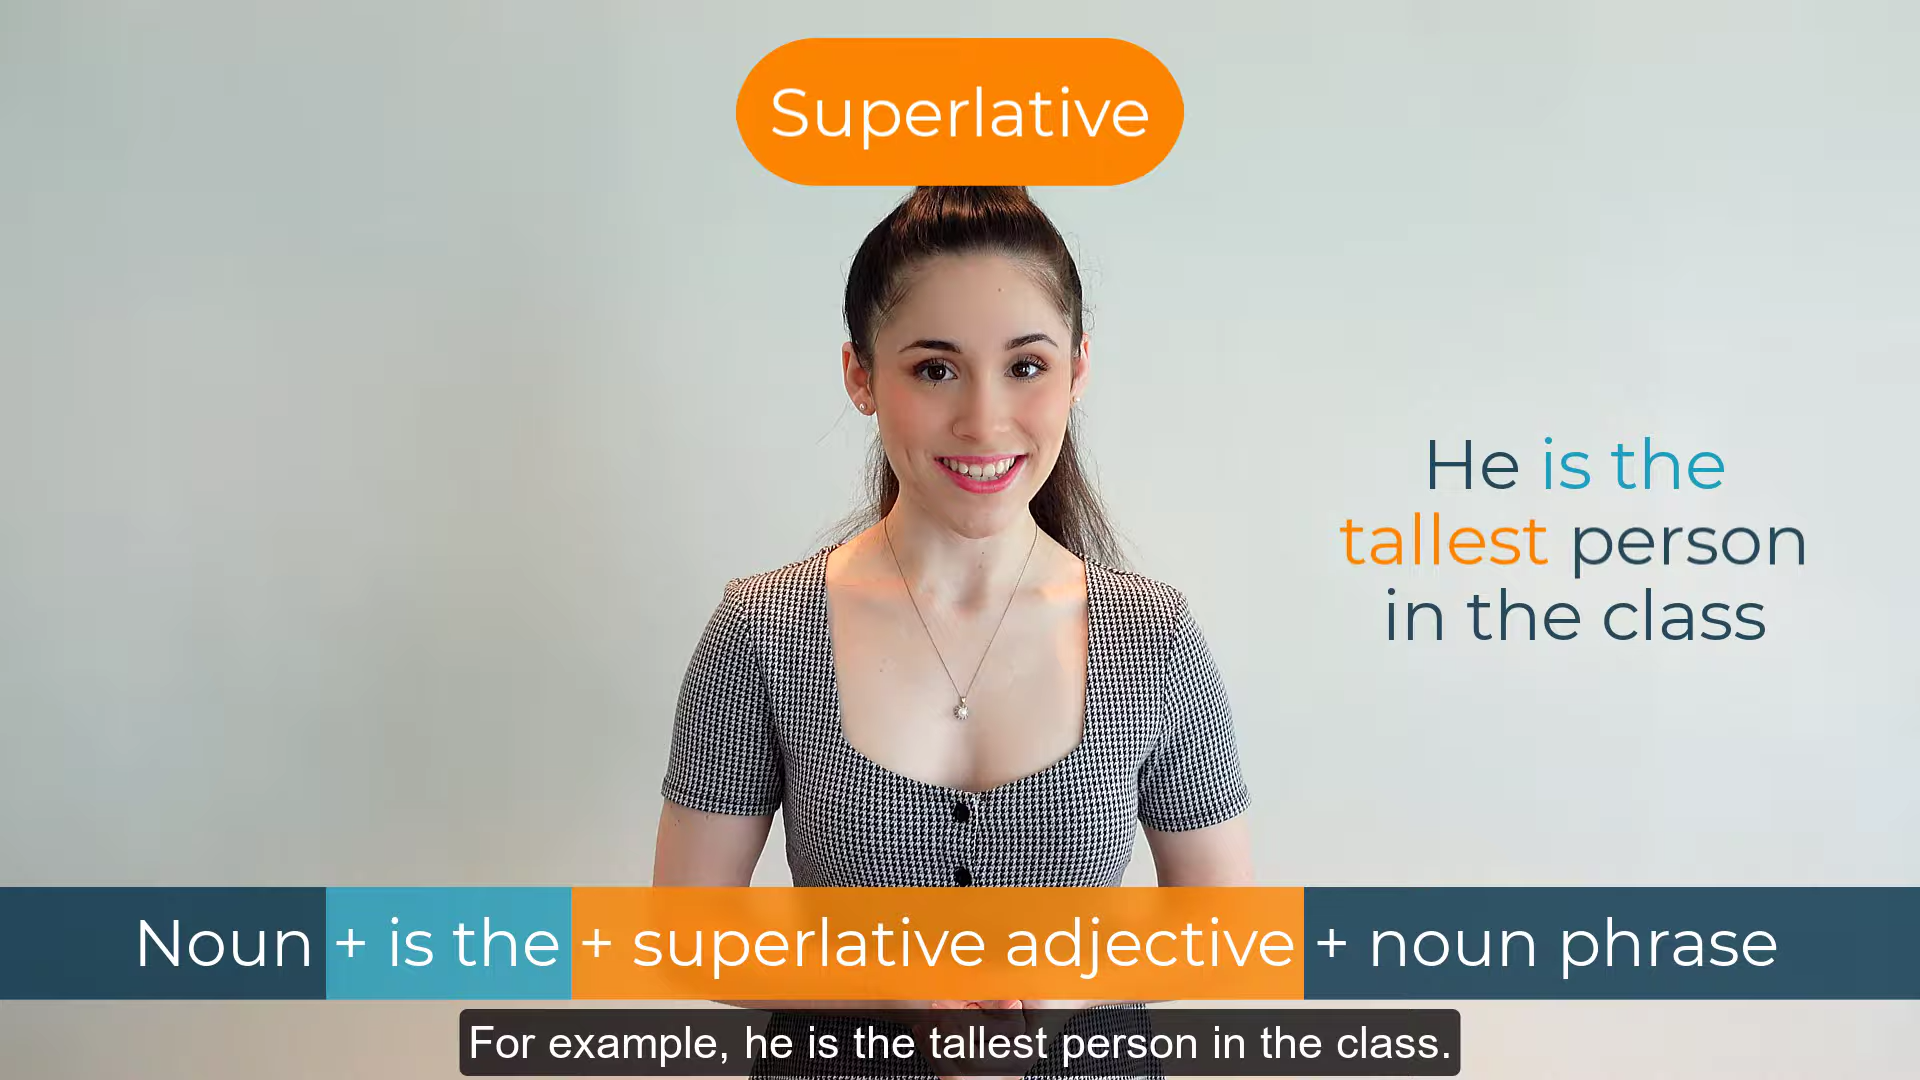 Superlative
He is the
tallest person
in the class
Noun + is the + superlative adjective + noun phrase
For example, he is the tallest person in the class.